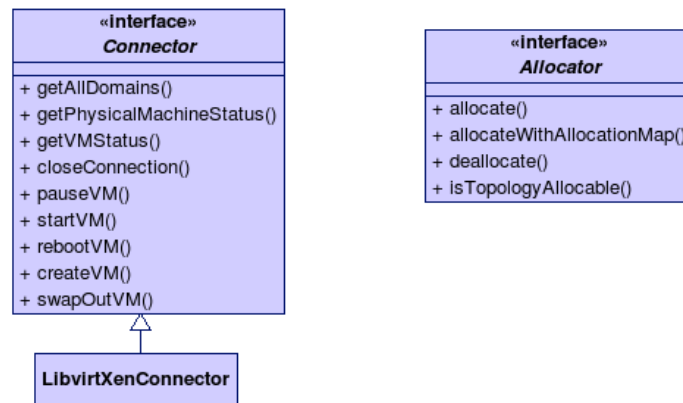 «interface»
Connector
+ getAllDomains()
+ getPhysicalMachineStatus()
+ getVMStatus()
+ closeConnection()
+ pauseVM()
+ startVM()
+ rebootVM()
+ createVM()
+ swapOutVM()
LibvirtXenConnector
«interface»
Allocator
+ allocate()
+ allocateWithAllocationMap()
+ deallocate()
+ isTopologyAllocable()